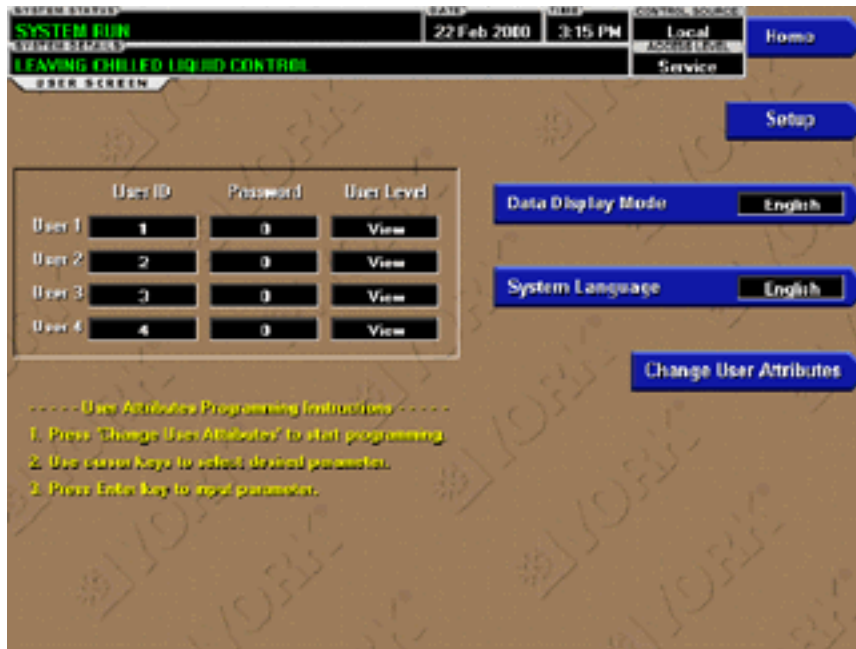 SYSTEM STATUS
SYSTEM RUN
DATE
22 Feb 2000
TIME
3:15 PM
CONTROL SOURCE
Local
Home
SYSTEM DETAILS
LEAVING CHILLED LIQUID CONTROL
ACCESS LEVEL
Service
USER SCREEN
Setup
User ID Password User Level
User 1 1 0 View
User 2 2 0 View
User 3 3 0 View
User 4 4 0 View
Data Display Mode English
System Language English
Change User Attributes
- - - - - User Attributes Programming Instructions - - - - -
1. Press 'Change User Attributes' to start programming.
2. Use cursor keys to select desired parameter.
3. Press Enter key to input parameter.
YORK